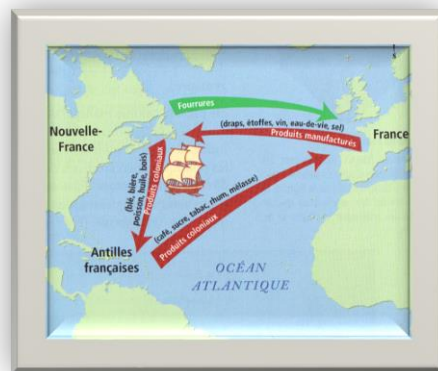 Fourrures
(draps, étoffes, vin, eau-de-vie, sel)
Produits manufacturés
Nouvelle-
France
France
(blé, bière,
poisson, huile, bois)
Produits coloniaux
(café, sucre, tabac, rhum, mélasse)
Produits coloniaux
Antilles
françaises
OCÉAN
ATLANTIQUE